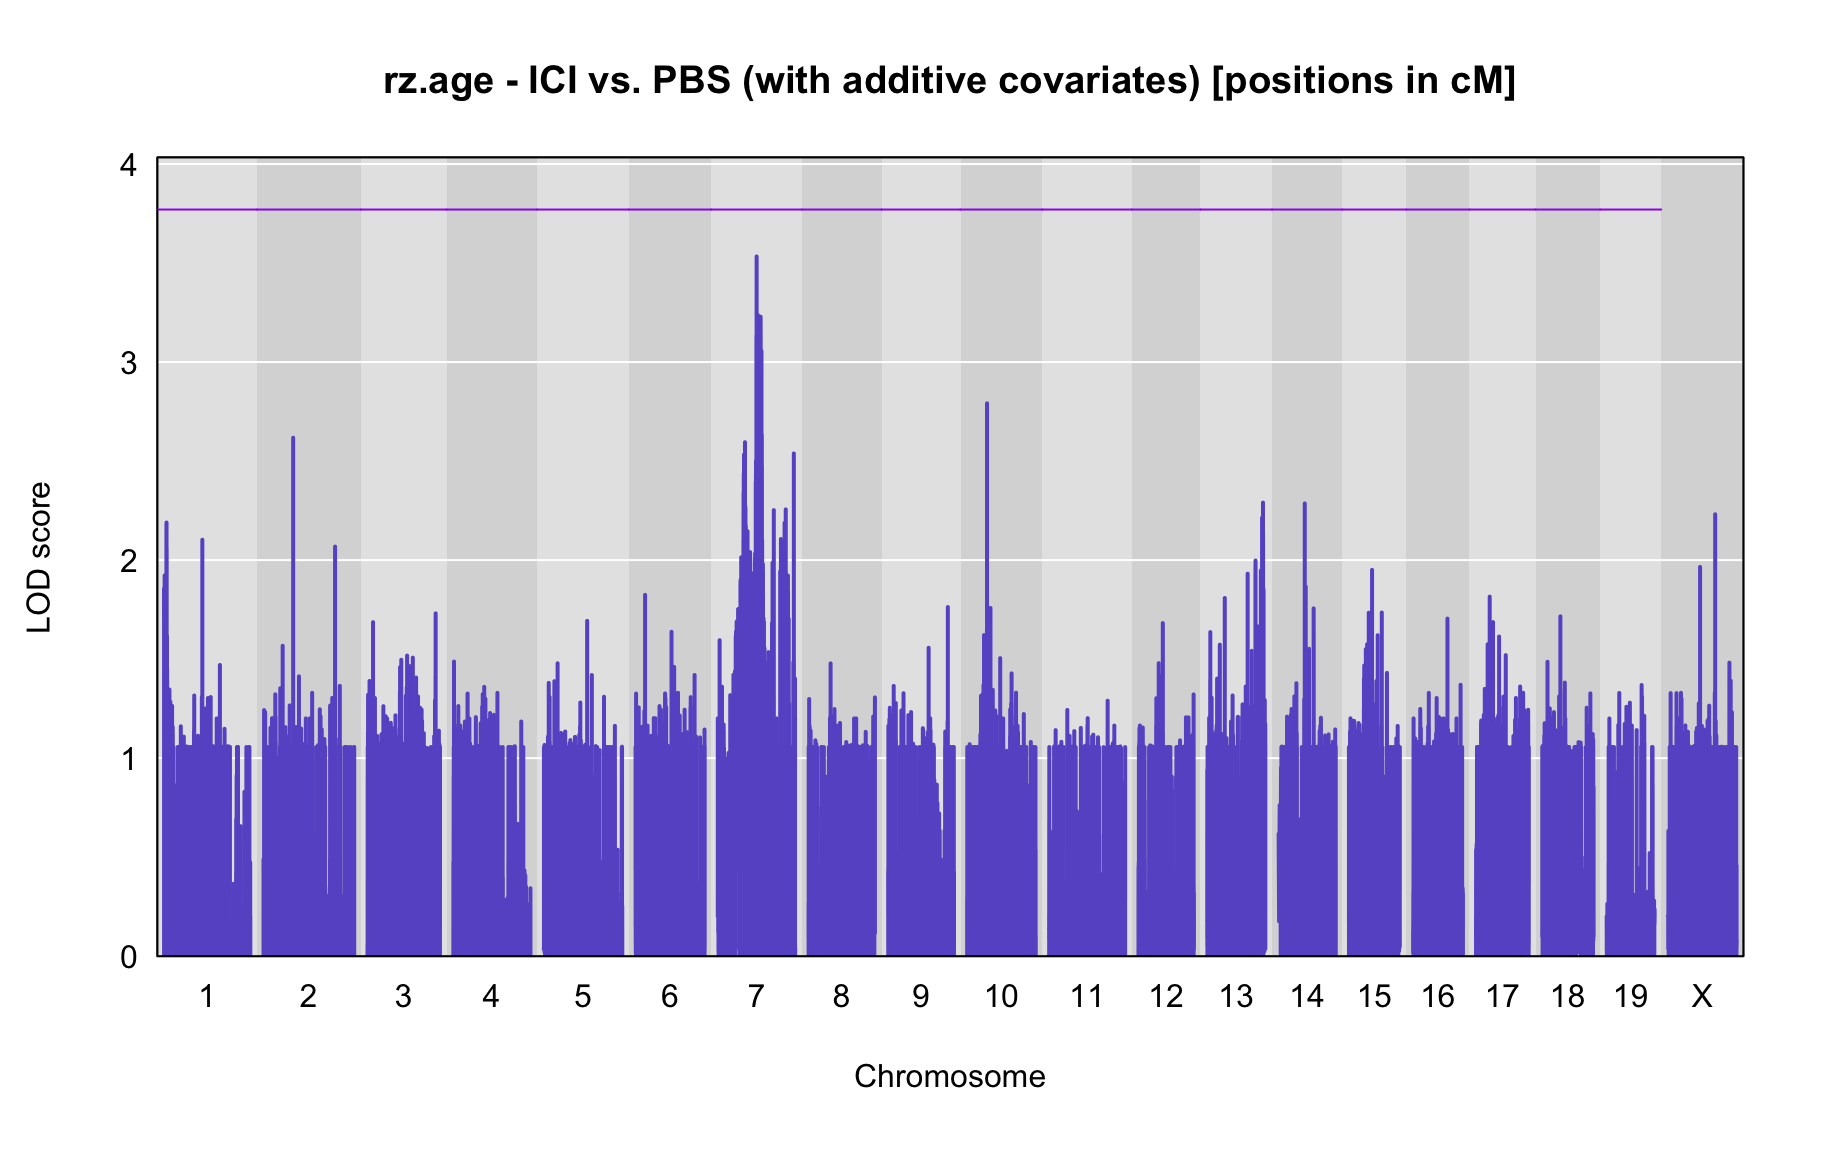 rz.age - ICI vs. PBS (with additive covariates) [positions in cM]
4
3
2
1
0
LOD score
1 2 3 4 5 6 7 8 9 10 11 12 13 14 15 16 17 18 19 X
Chromosome